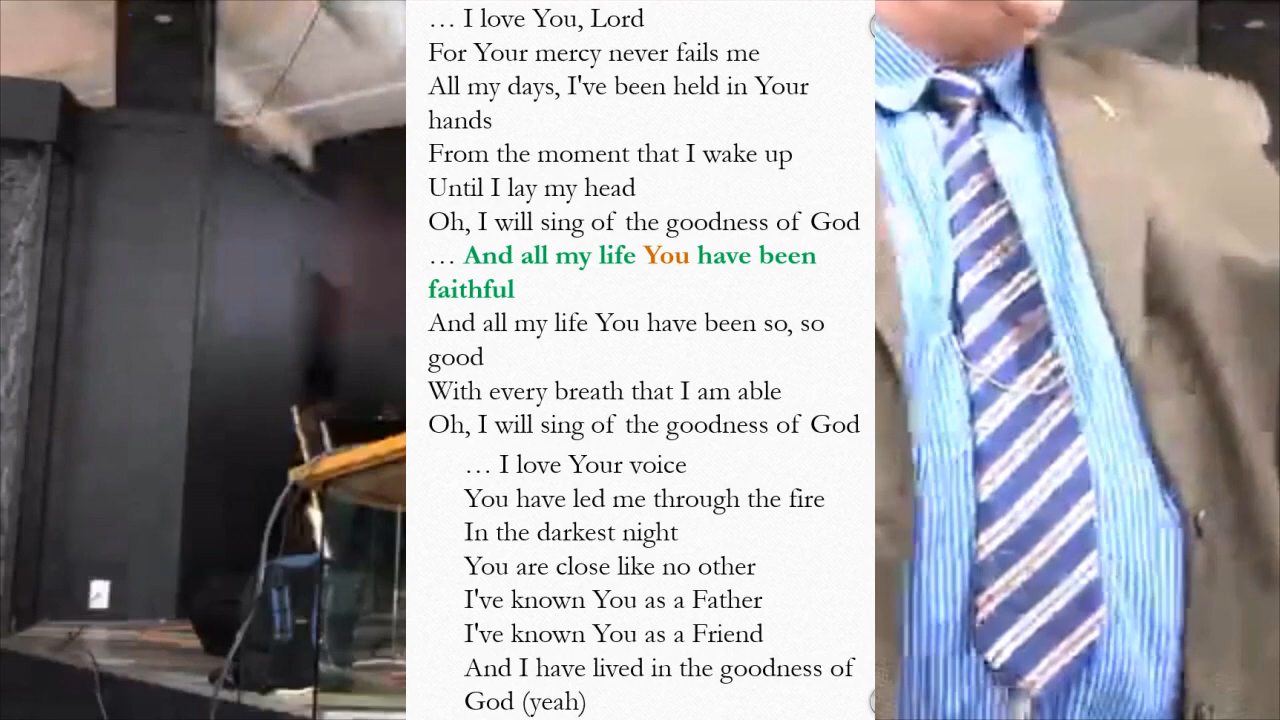 … I love You, Lord
For Your mercy never fails me
All my days, I've been held in Your
hands
From the moment that I wake up
Until I lay my head
Oh, I will sing of the goodness of God
… And all my life You have been
faithful
And all my life You have been so, so
good
With every breath that I am able
Oh, I will sing of the goodness of God
… I love Your voice
You have led me through the fire
In the darkest night
You are close like no other
I've known You as a Father
I've known You as a Friend
And I have lived in the goodness of
God (yeah)